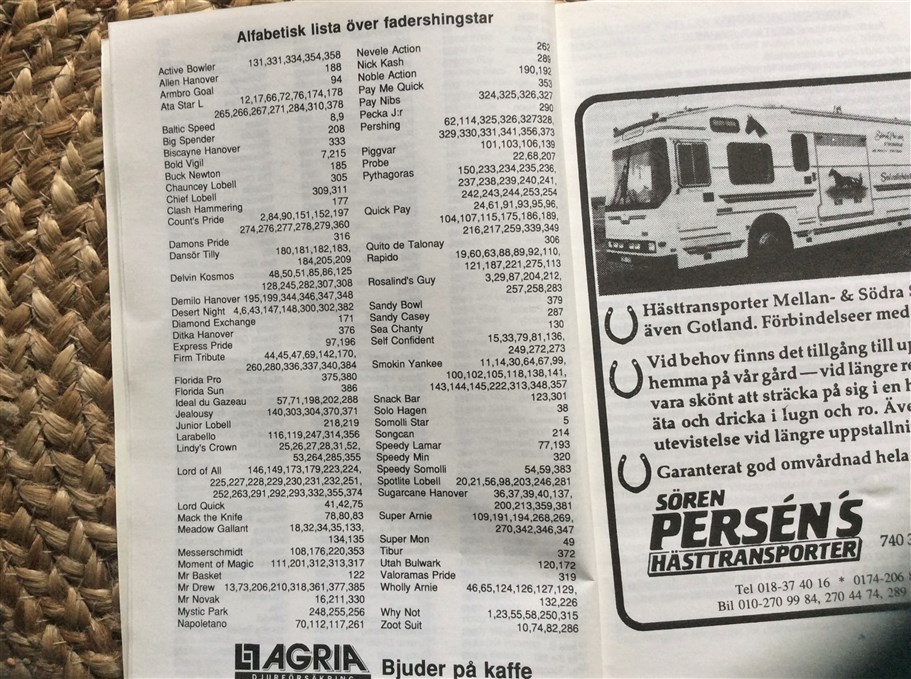 Alfabetisk lista över fadershingstar
Active Bowler 131,331,334,354,358
Allen Hanover 188
Armbro Goal 94
Ata Star L 12,17,66,72,76,174,178
265,266,267,271,284,310,378
Baltic Speed 8,9
Big Spender 208
Biscayne Hanover 333
Bold Vigil 7,215
Buck Newton 185
Chauncey Lobell 305
Chief Lobell 309,311
Clash Hammering 177
Count's Pride 2,84,90,151,152,197
274,276,277,278,279,360
Damons Pride 316
Dansör Tilly 180,181,182,183,
184,205,209
Delvin Kosmos 48,50,51,85,86,125
128,245,282,307,308
Demilo Hanover 195,199,344,346,347,348
Desert Night 4,6,43,147,148,300,302,382
Diamond Exchange 171
Ditka Hanover 376
Express Pride 97,196
Firm Tribute 44,45,47,69,142,170,
260,280,336,337,340,384
Florida Pro 375,380
Florida Sun 386
Ideal du Gazeau 57,71,198,202,288
Jealousy 140,303,304,370,371
Junior Lobell 218,219
Larabello 116,119,247,314,356
Lindy's Crown 25,26,27,28,31,52,
53,264,285,355
Lord of All 146,149,173,179,223,224,
225,227,228,229,230,231,232,251,
252,263,291,292,293,332,355,374
Lord Quick 41,42,75
Mack the Knife 78,80,83
Meadow Gallant 18,32,34,35,133,
134,135
Messerschmidt 108,176,220,353
Moment of Magic 111,201,312,313,317
Mr Basket 122
Mr Drew 13,73,206,210,318,361,377,385
Mr Novak 16,211,330
Mystic Park 248,255,256
Napoletano 70,112,117,261
Nevele Action 262
Nick Kash 289
Noble Action 190,192
Pay Me Quick 353
Pay Nibs 324,325,326,327
Pecka J:r 290
Pershing 62,114,325,326,327328,
329,330,331,341,356,373
Piggvar 101,103,106,139
Probe 22,68,207
Pythagoras 150,233,234,235,236,
237,238,239,240,241,
242,243,244,253,254
Quick Pay 24,61,91,93,95,96,
104,107,115,175,186,189,
216,217,259,339,349
Quito de Talonay 306
Rapido 19,60,63,88,89,92,110,
121,187,221,275,113
Rosalind's Guy 3,29,87,204,212,
257,258,283
Sandy Bowl 379
Sandy Casey 287
Sea Chanty 130
Self Confident 15,33,79,81,136,
249,272,273
Smokin Yankee 11,14,30,64,67,99,
100,102,105,118,138,141,
143,144,145,222,313,348,357
Snack Bar 123,301
Solo Hagen 38
Somolli Star 5
Songcan 214
Speedy Lamar 77,193
Speedy Min 320
Speedy Somolli 54,59,383
Spotlite Lobell 20,21,56,98,203,246,281
Sugarcane Hanover 36,37,39,40,137,
200,213,359,381
Super Arnie 109,191,194,268,269,
270,342,346,347
Super Mon 49
Tibur 372
Utah Bulwark 120,172
Valoramas Pride 319
Wholly Arnie 46,65,124,126,127,129,
132,226
Why Not 1,23,55,58,250,315
Zoot Suit 10,74,82,286
AGRIA
DJURFÖRSÄKRING
Bjuder på kaffe
Hästtransporter Mellan- & Södra S
även Gotland. Förbindelser med
Vid behov finns det tillgång till up
hemma på vår gård — vid längre re
vara skönt att sträcka på sig i en h
äta och dricka i lugn och ro. Äve
utevistelse vid längre uppstallni
Garanterat god omvårdnad hela
SÖREN
PERSÉN'S
HÄSTTRANSPORTER
740 3
Tel 018-37 40 16 * 0174-206
Bil 010-270 99 84, 270 44 74, 289